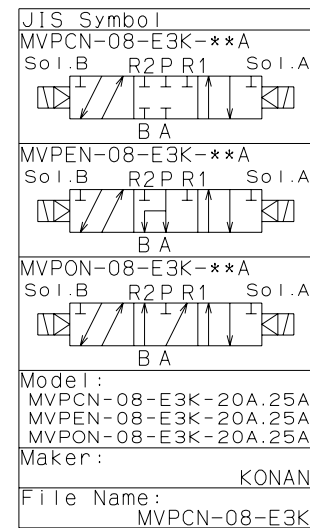 JIS Symbol
MVPCN-08-E3K-**A
Sol.B R2 P R1 Sol.A
B A
MVPEN-08-E3K-**A
Sol.B R2 P R1 Sol.A
B A
MVPON-08-E3K-**A
Sol.B R2 P R1 Sol.A
B A
Model:
MVPCN-08-E3K-20A.25A
MVPEN-08-E3K-20A.25A
MVPON-08-E3K-20A.25A
Maker:
KONAN
File Name:
MVPCN-08-E3K